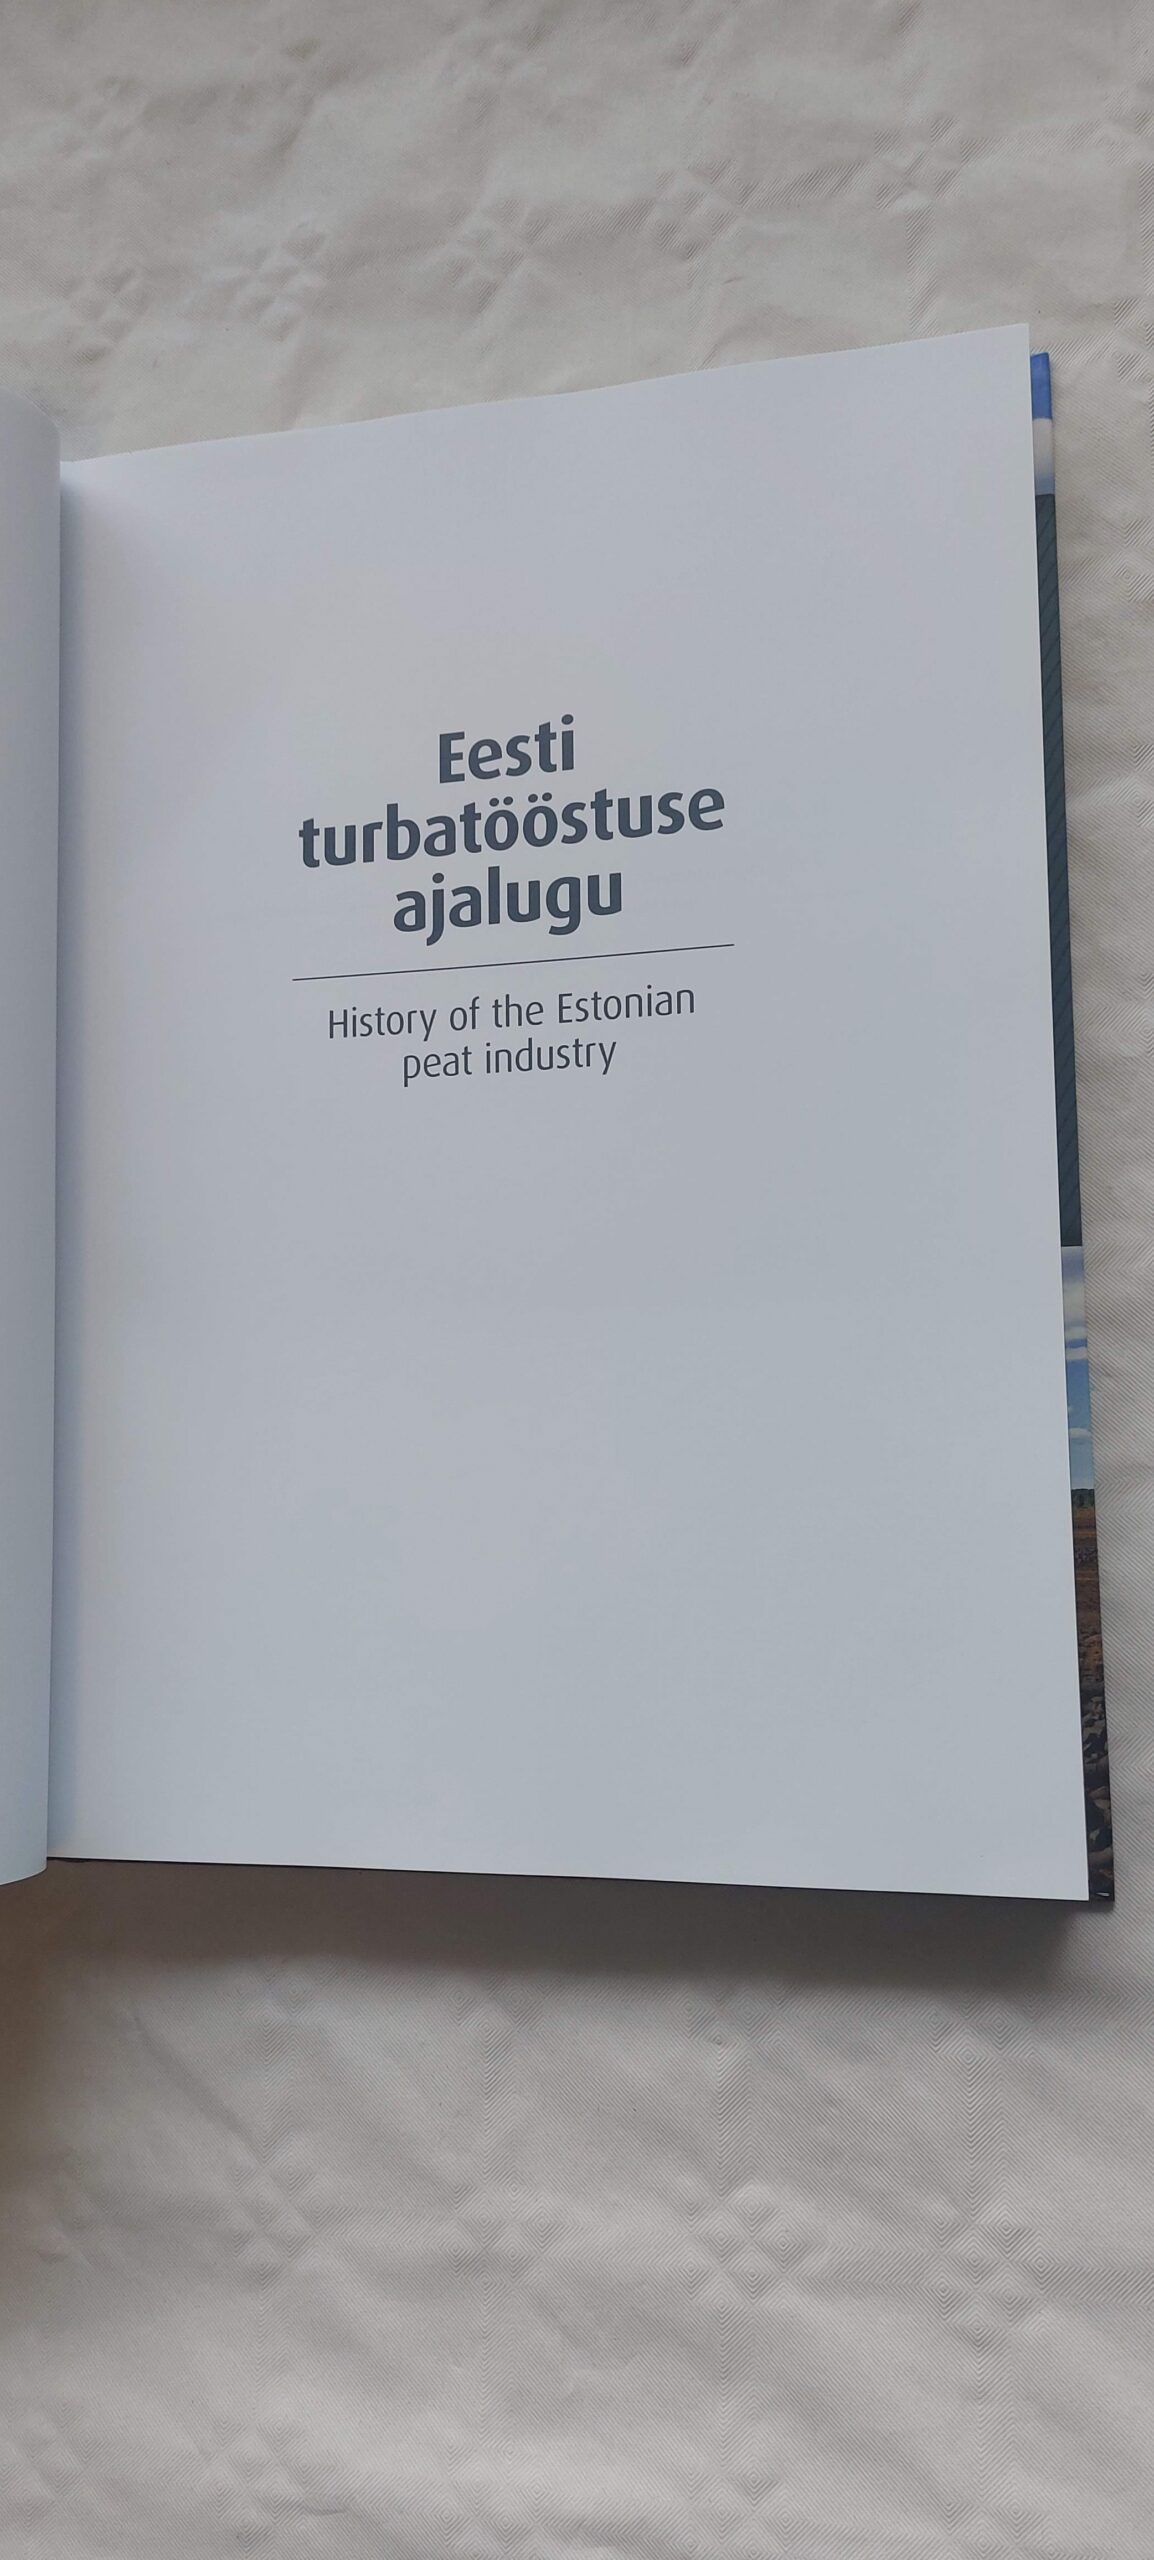 Eesti
turbatööstuse
ajalugu
History of the Estonian
peat industry